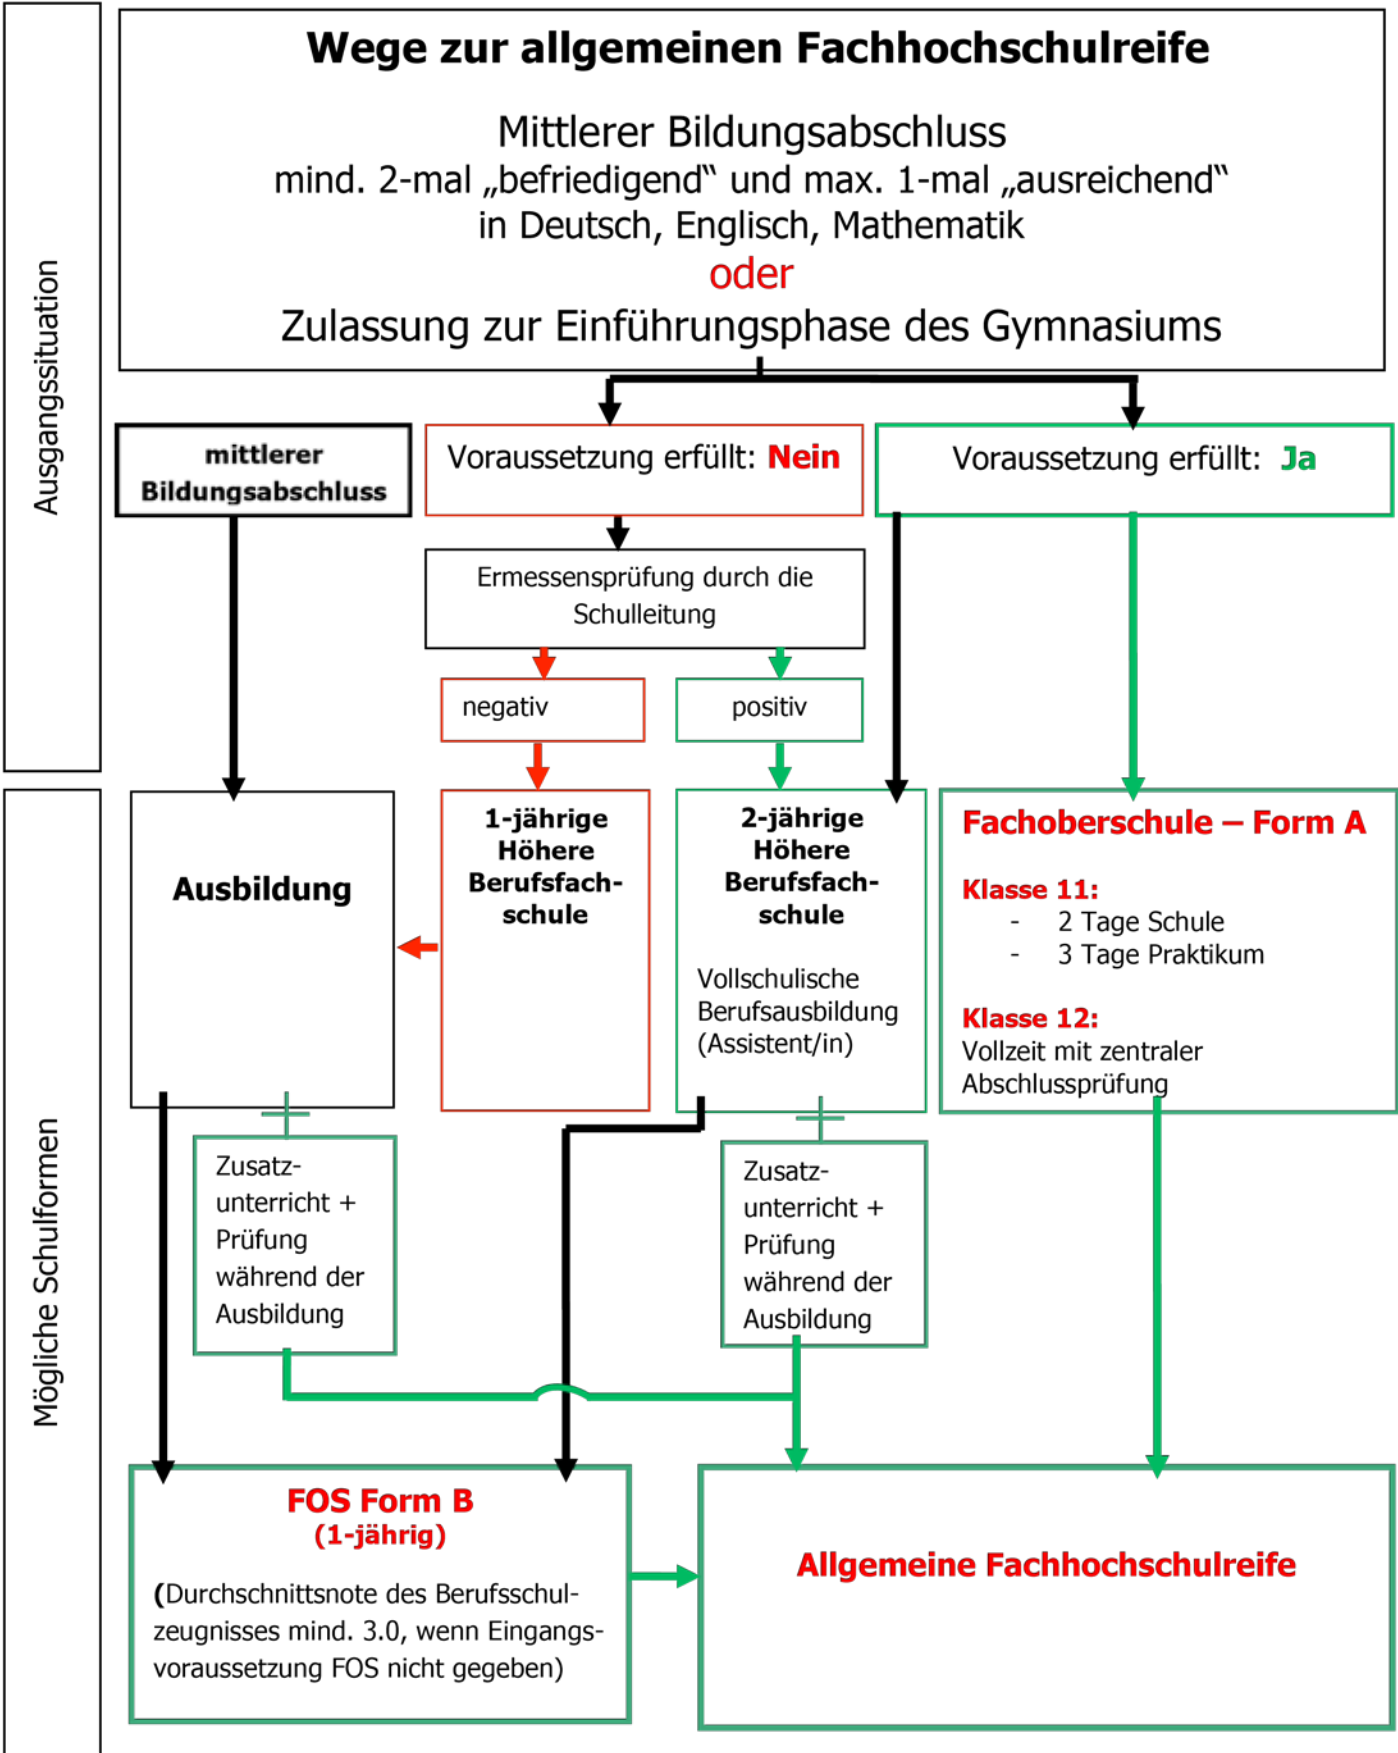 Ausgangssituation
Wege zur allgemeinen Fachhochschulreife
Mittlerer Bildungsabschluss
mind. 2-mal „befriedigend“ und max. 1-mal „ausreichend“
in Deutsch, Englisch, Mathematik
oder
Zulassung zur Einführungsphase des Gymnasiums
mittlerer
Bildungsabschluss
Voraussetzung erfüllt: Nein
Voraussetzung erfüllt: Ja
Ermessensprüfung durch die
Schulleitung
negativ
positiv
Mögliche Schulformen
Ausbildung
1-jährige
Höhere
Berufsfach-
schule
2-jährige
Höhere
Berufsfach-
schule
Vollschulische
Berufsausbildung
(Assistent/in)
Fachoberschule – Form A
Klasse 11:
- 2 Tage Schule
- 3 Tage Praktikum
Klasse 12:
Vollzeit mit zentraler
Abschlussprüfung
Zusatz-
unterricht +
Prüfung
während der
Ausbildung
Zusatz-
unterricht +
Prüfung
während der
Ausbildung
FOS Form B
(1-jährig)
(Durchschnittsnote des Berufsschul-
zeugnisses mind. 3.0, wenn Eingangs-
voraussetzung FOS nicht gegeben)
Allgemeine Fachhochschulreife